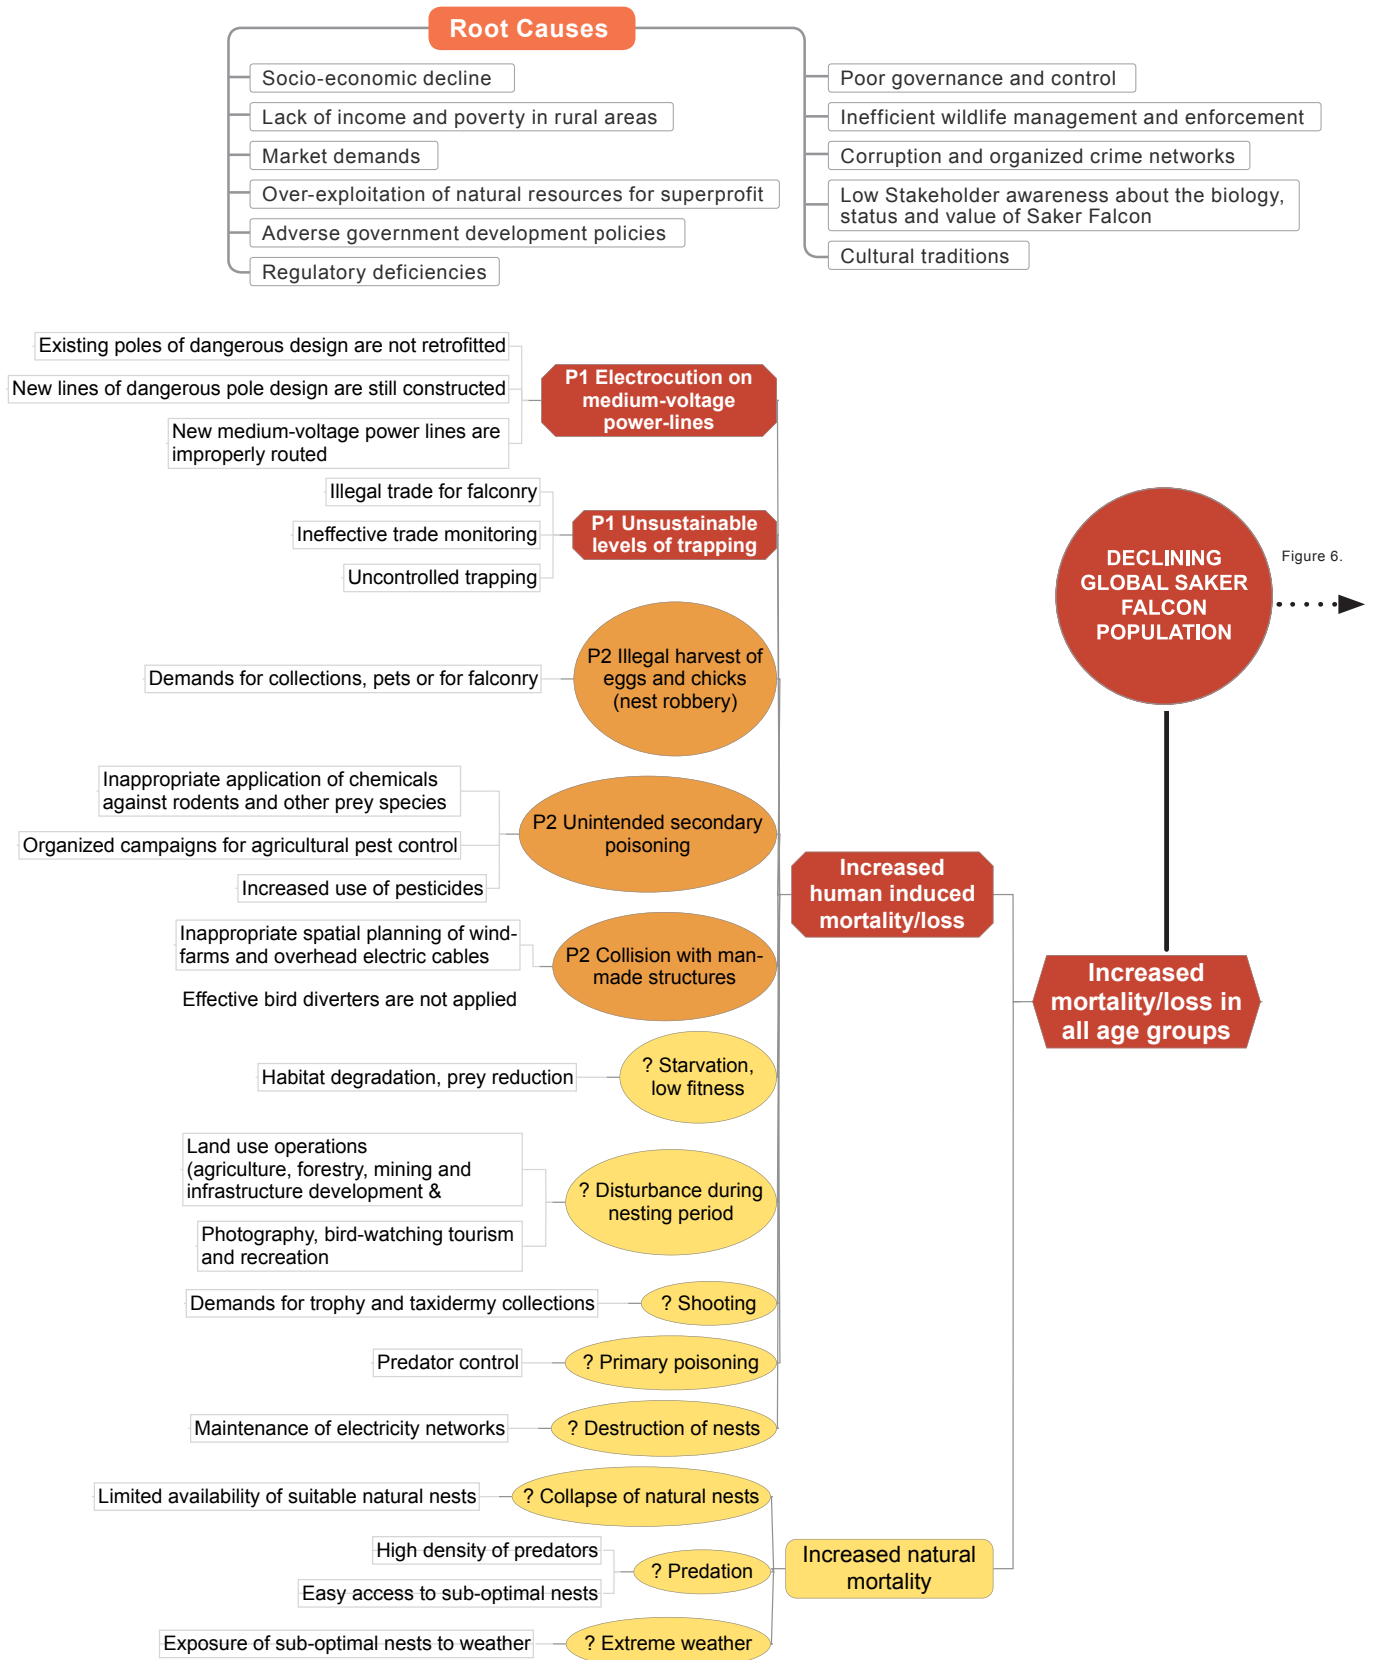 Root Causes
Socio-economic decline
Lack of income and poverty in rural areas
Market demands
Over-exploitation of natural resources for superprofit
Adverse government development policies
Regulatory deficiencies
Poor governance and control
Inefficient wildlife management and enforcement
Corruption and organized crime networks
Low Stakeholder awareness about the biology,
status and value of Saker Falcon
Cultural traditions
Existing poles of dangerous design are not retrofitted
New lines of dangerous pole design are still constructed
New medium-voltage power lines are
improperly routed
P1 Electrocution on
medium-voltage
power-lines
Illegal trade for falconry
Ineffective trade monitoring
Uncontrolled trapping
P1 Unsustainable
levels of trapping
Demands for collections, pets or for falconry
P2 Illegal harvest of
eggs and chicks
(nest robbery)
Inappropriate application of chemicals
against rodents and other prey species
Organized campaigns for agricultural pest control
Increased use of pesticides
P2 Unintended secondary
poisoning
Inappropriate spatial planning of wind-
farms and overhead electric cables
Effective bird diverters are not applied
P2 Collision with man-
made structures
Habitat degradation, prey reduction
? Starvation,
low fitness
Land use operations
(agriculture, forestry, mining and
infrastructure development &
Photography, bird-watching tourism
and recreation
? Disturbance during
nesting period
Demands for trophy and taxidermy collections
? Shooting
Predator control
? Primary poisoning
Maintenance of electricity networks
? Destruction of nests
Limited availability of suitable natural nests
? Collapse of natural nests
High density of predators
Easy access to sub-optimal nests
? Predation
Exposure of sub-optimal nests to weather
? Extreme weather
Increased
human induced
mortality/loss
Increased natural
mortality
Increased
mortality/loss in
all age groups
DECLINING
GLOBAL SAKER
FALCON
POPULATION
Figure 6.